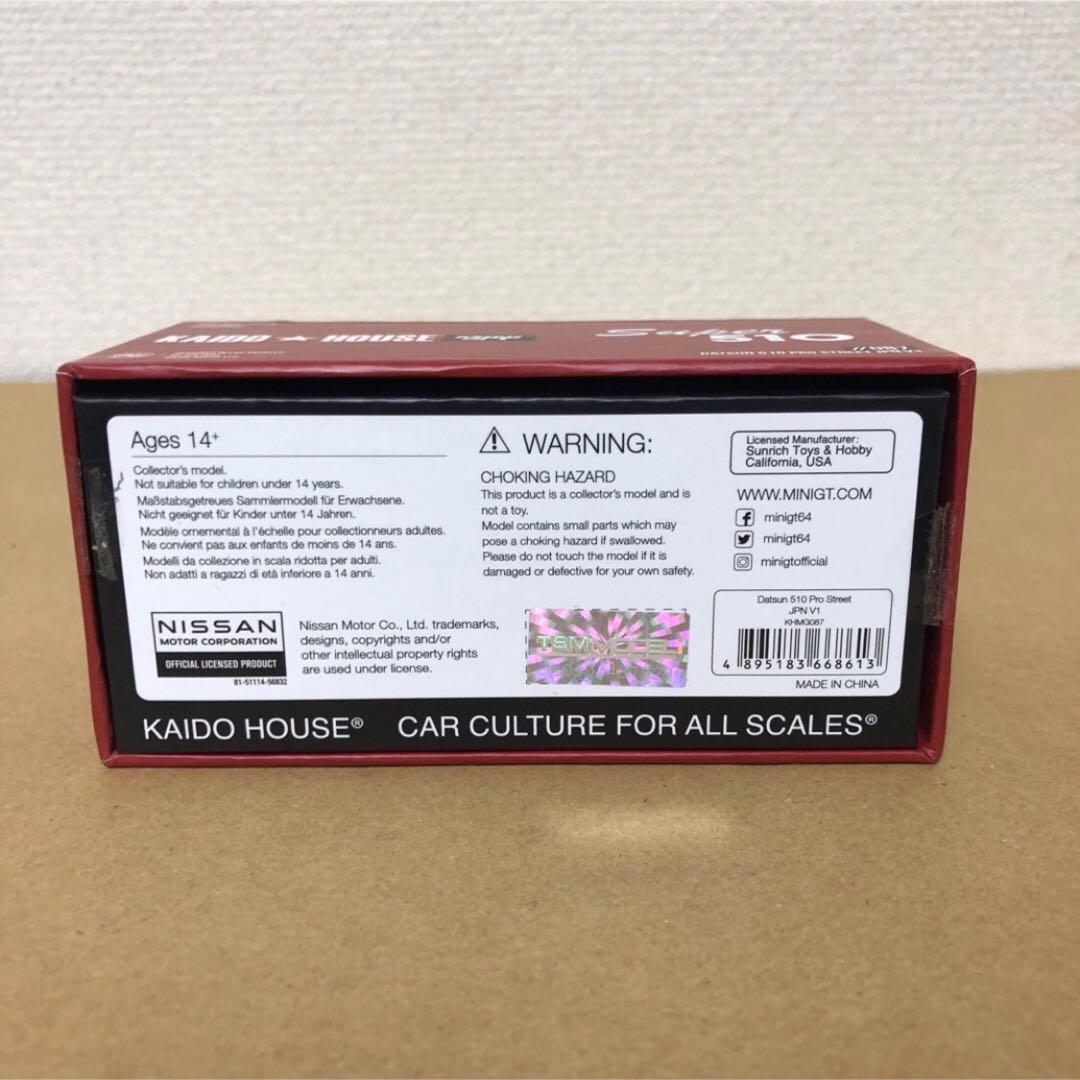 KAIDO ★ HOUSE
Super
510
//087
DATSUN 510 PRO STREET JPN V1
Ages 14+
Collector's model.
Not suitable for children under 14 years.
Maßstabsgetreues Sammlermodell für Erwachsene.
Nicht geeignet für Kinder unter 14 Jahren.
Modèle ornemental à l'échelle pour collectionneurs adultes.
Ne convient pas aux enfants de moins de 14 ans.
Modelli da collezione in scala ridotta per adulti.
Non adatti a ragazzi di età inferiore a 14 anni.
NISSAN
MOTOR CORPORATION
OFFICIAL LICENSED PRODUCT
81-51114-56832
Nissan Motor Co., Ltd. trademarks,
designs, copyrights and/or
other intellectual property rights
are used under license.
⚠ WARNING:
CHOKING HAZARD
This product is a collector's model and is
not a toy.
Model contains small parts which may
pose a choking hazard if swallowed.
Please do not touch the model if it is
damaged or defective for your own safety.
Licensed Manufacturer:
Sunrich Toys & Hobby
California, USA
WWW.MINIGT.COM
minigt64
minigt64
minigtofficial
Datsun 510 Pro Street
JPN V1
KHMG087
4 895183 668613
MADE IN CHINA
KAIDO HOUSE® CAR CULTURE FOR ALL SCALES®